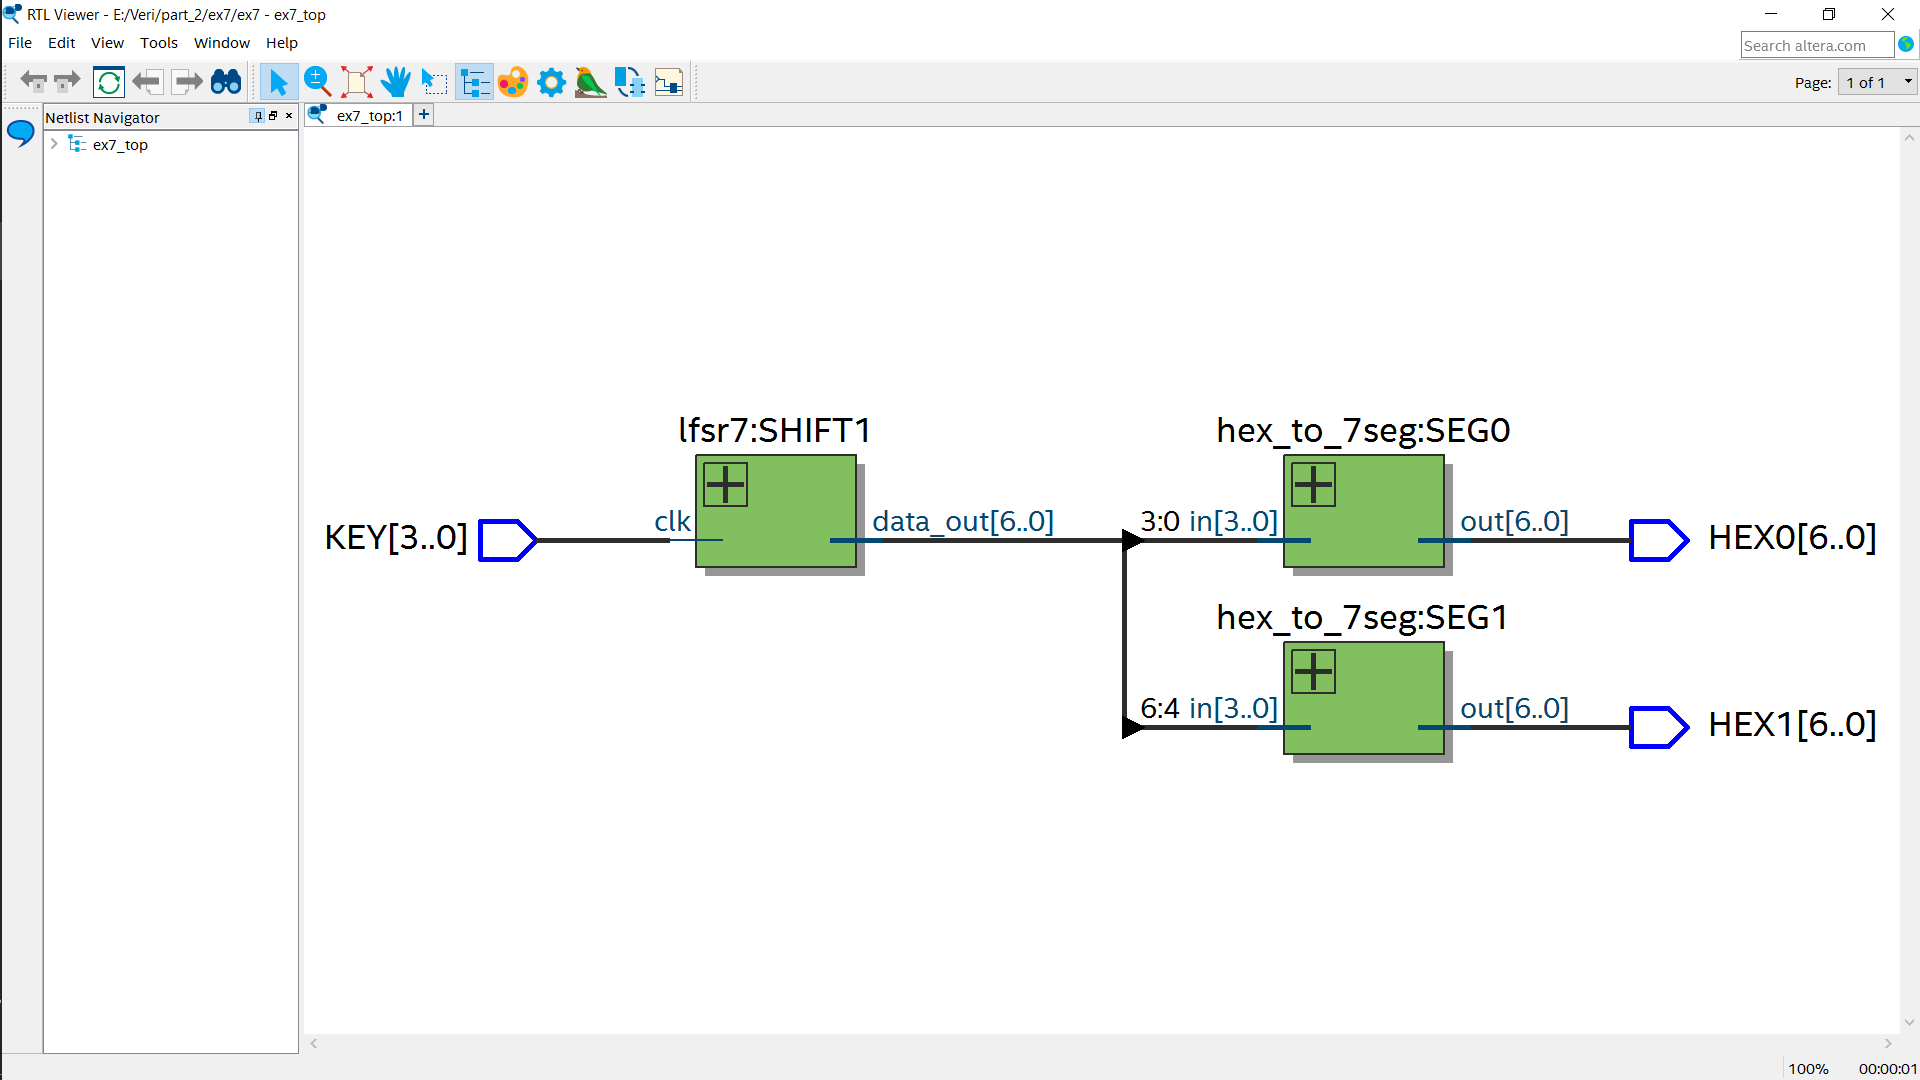 RTL Viewer - E:/Veri/part_2/ex7/ex7 - ex7_top
File Edit View Tools Window Help
Search altera.com
Page: 1 of 1
Netlist Navigator
ex7_top:1
ex7_top
lfsr7:SHIFT1
hex_to_7seg:SEG0
KEY[3..0]
clk
data_out[6..0]
3:0 in[3..0]
out[6..0]
HEX0[6..0]
hex_to_7seg:SEG1
6:4 in[3..0]
out[6..0]
HEX1[6..0]
100% 00:00:01